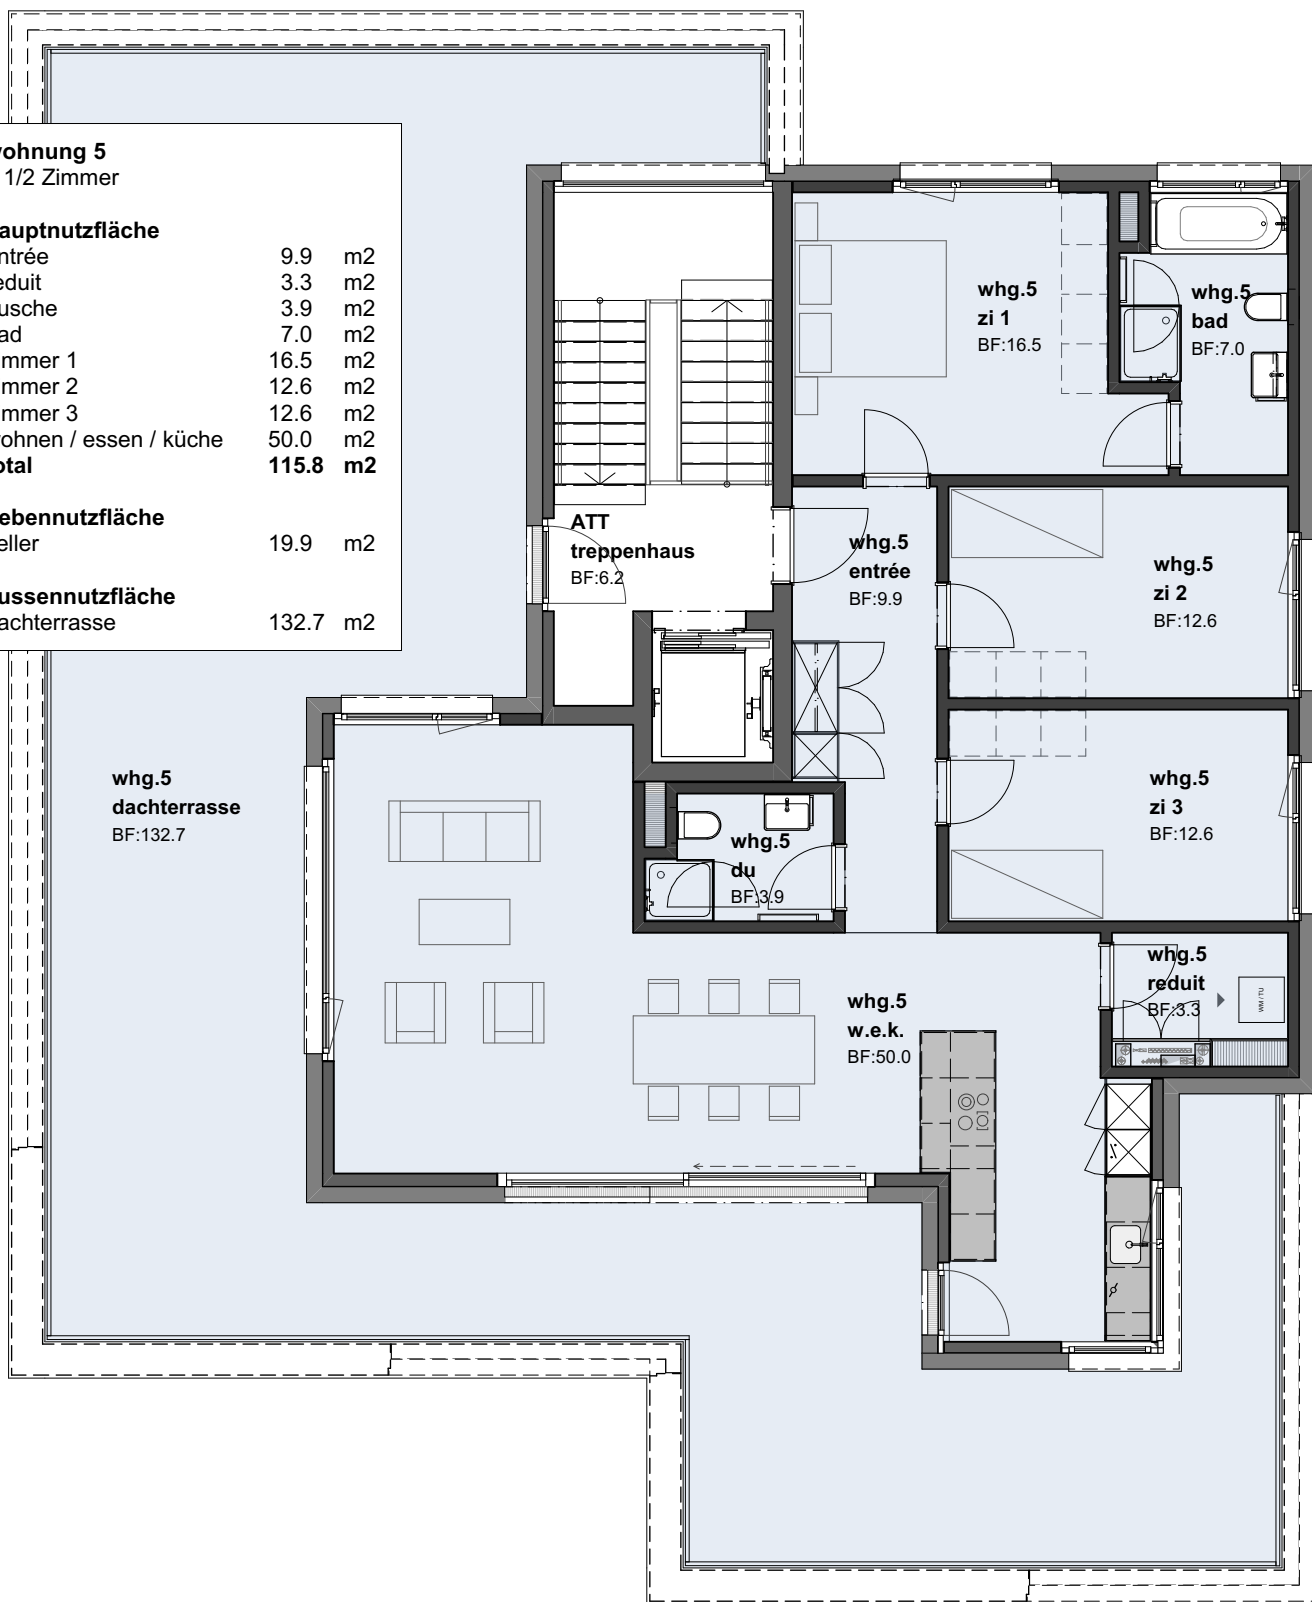 ohnung 5
1/2 Zimmer
auptnutzfläche
ntrée 9.9 m2
eduit 3.3 m2
usche 3.9 m2
ad 7.0 m2
mmer 1 16.5 m2
mmer 2 12.6 m2
mmer 3 12.6 m2
ohnen / essen / küche 50.0 m2
otal 115.8 m2
ebennutzfläche
eller 19.9 m2
ussennutzfläche
achterrasse 132.7 m2
whg.5
zi 1
BF:16.5
whg.5
bad
BF:7.0
ATT
treppenhaus
BF:6.2
whg.5
entrée
BF:9.9
whg.5
zi 2
BF:12.6
whg.5
dachterrasse
BF:132.7
whg.5
zi 3
BF:12.6
whg.5
du
BF:3.9
whg.5
reduit
BF:3.3
WM / TU
whg.5
w.e.k.
BF:50.0